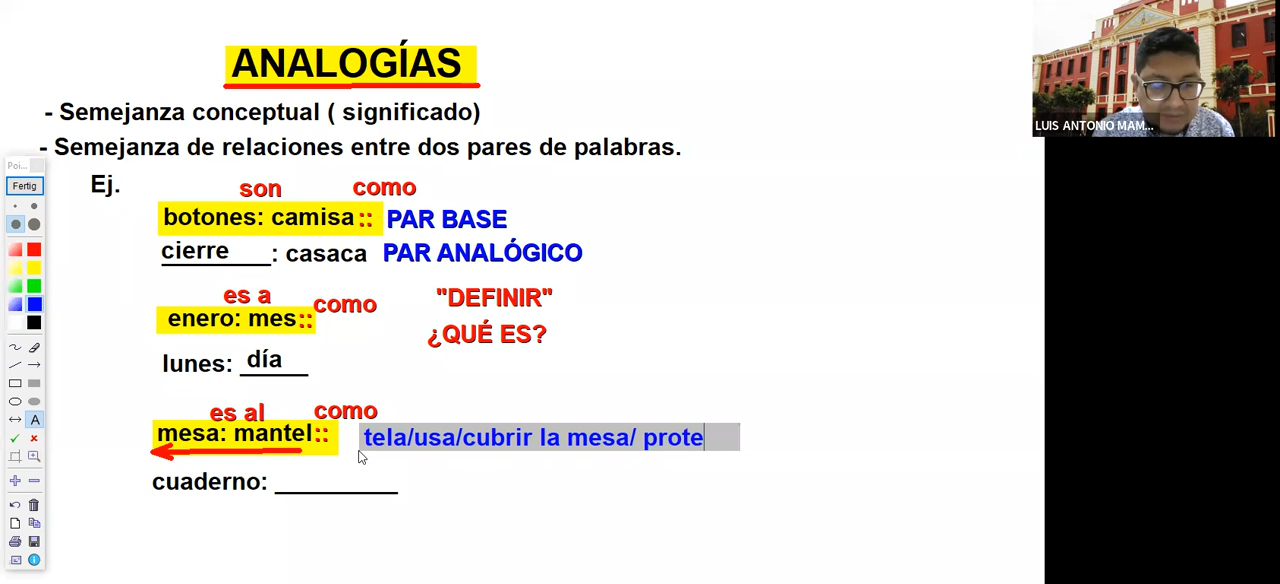 ANALOGÍAS
- Semejanza conceptual ( significado)
- Semejanza de relaciones entre dos pares de palabras.
Ej.
son como
botones: camisa :: PAR BASE
cierre : casaca PAR ANALÓGICO
es a como
enero: mes ::
"DEFINIR"
¿QUÉ ES?
lunes: día
es al como
mesa: mantel :: tela/usa/cubrir la mesa/ prote
cuaderno: __________
Poi...
Fertig
A
LUIS ANTONIO MAM...